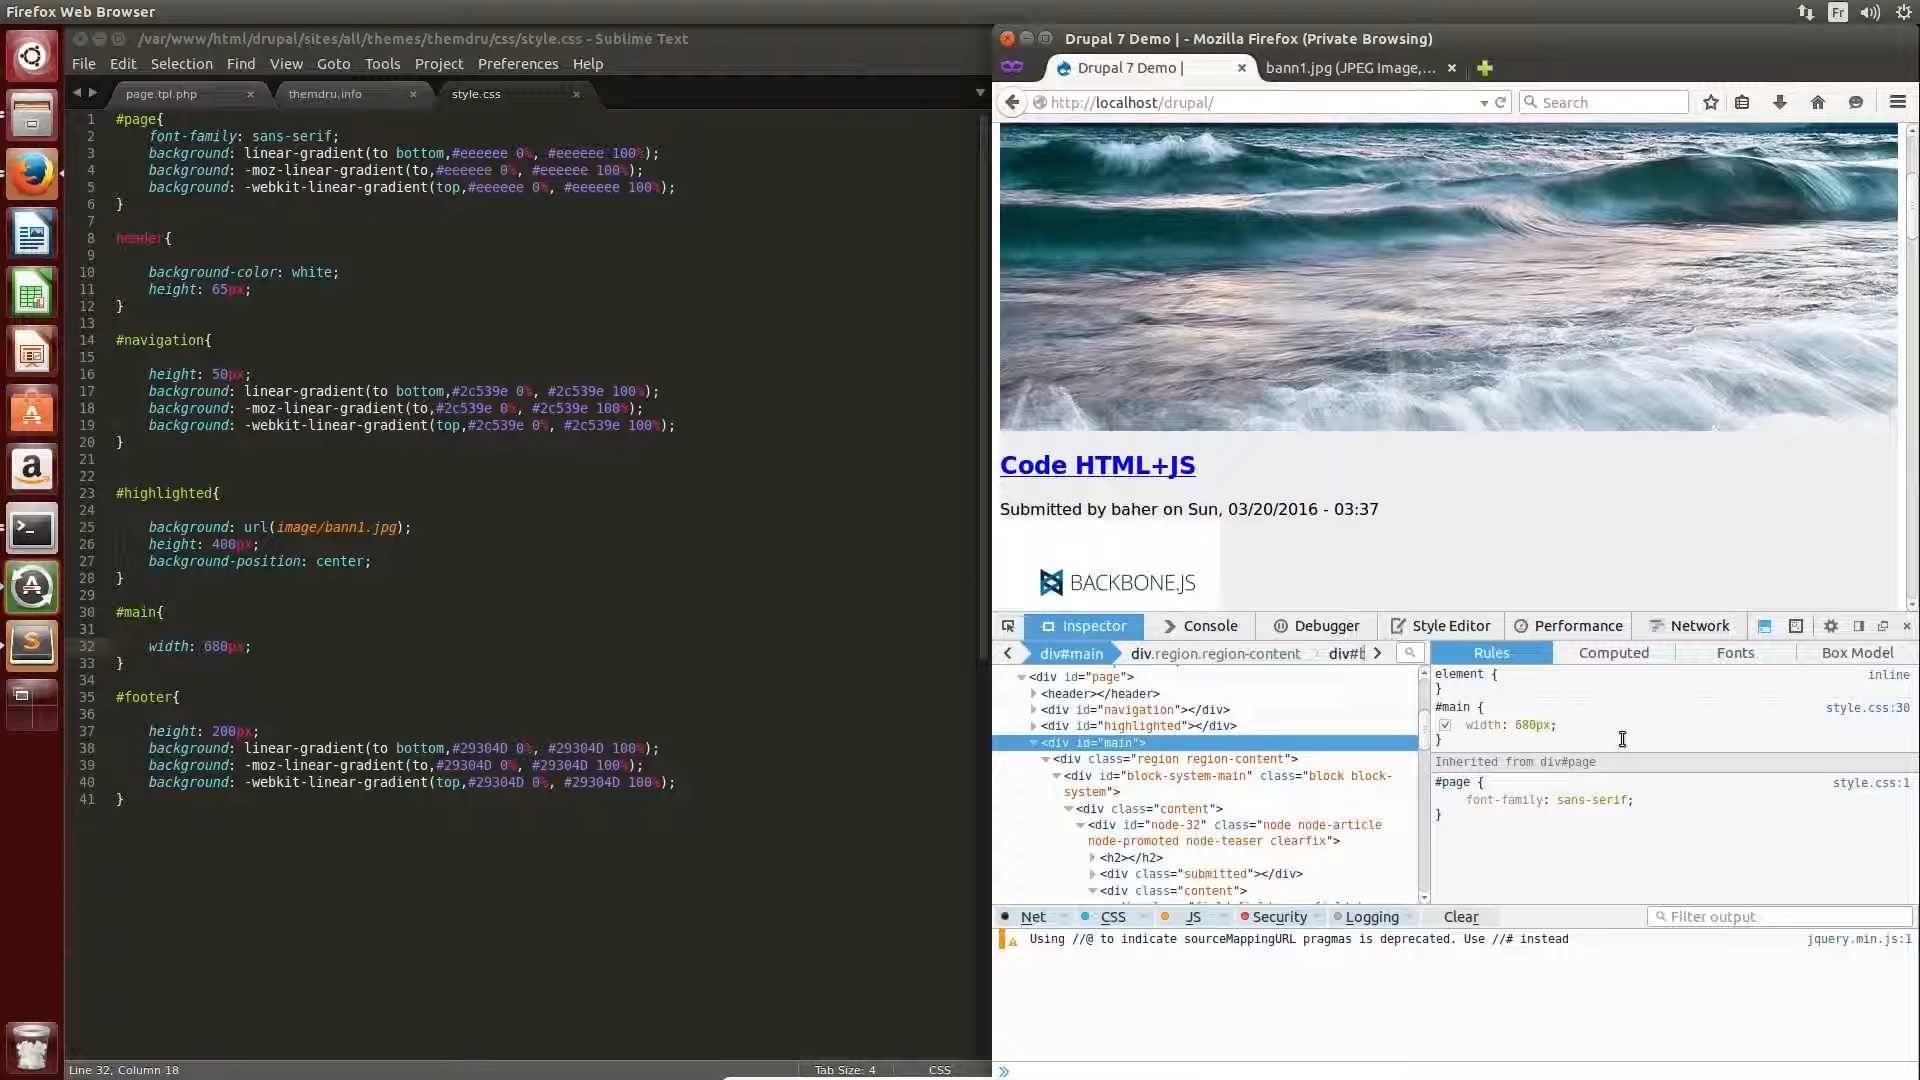 Firefox Web Browser
Fr
/var/www/html/drupal/sites/all/themes/themdru/css/style.css - Sublime Text
File Edit Selection Find View Goto Tools Project Preferences Help
page.tpl.php
themdru.info
style.css
1 #page{
2 font-family: sans-serif;
3 background: linear-gradient(to bottom,#eeeeee 0%, #eeeeee 100%);
4 background: -moz-linear-gradient(to,#eeeeee 0%, #eeeeee 100%);
5 background: -webkit-linear-gradient(top,#eeeeee 0%, #eeeeee 100%);
6 }
7
8 header{
9
10 background-color: white;
11 height: 65px;
12 }
13
14 #navigation{
15
16 height: 50px;
17 background: linear-gradient(to bottom,#2c539e 0%, #2c539e 100%);
18 background: -moz-linear-gradient(to,#2c539e 0%, #2c539e 100%);
19 background: -webkit-linear-gradient(top,#2c539e 0%, #2c539e 100%);
20 }
21
22
23 #highlighted{
24
25 background: url(image/bann1.jpg);
26 height: 400px;
27 background-position: center;
28 }
29
30 #main{
31
32 width: 680px;
33 }
34
35 #footer{
36
37 height: 200px;
38 background: linear-gradient(to bottom,#29304D 0%, #29304D 100%);
39 background: -moz-linear-gradient(to,#29304D 0%, #29304D 100%);
40 background: -webkit-linear-gradient(top,#29304D 0%, #29304D 100%);
41 }
Line 32, Column 18
Tab Size: 4
CSS
Drupal 7 Demo | - Mozilla Firefox (Private Browsing)
Drupal 7 Demo |
bann1.jpg (JPEG Image,...
http://localhost/drupal/
Search
Code HTML+JS
Submitted by baher on Sun, 03/20/2016 - 03:37
BACKBONE.JS
Inspector Console Debugger Style Editor Performance Network
div#main div.region.region-content div#b
Rules Computed Fonts Box Model
<div id="page">
<header></header>
<div id="navigation"></div>
<div id="highlighted"></div>
<div id="main">
<div class="region region-content">
<div id="block-system-main" class="block block-
system">
<div class="content">
<div id="node-32" class="node node-article
node-promoted node-teaser clearfix">
<h2></h2>
<div class="submitted"></div>
<div class="content">
element {
inline
}
#main {
style.css:30
width: 680px;
}
Inherited from div#page
#page {
style.css:1
font-family: sans-serif;
}
Net CSS JS Security Logging Clear
Filter output
Using //@ to indicate sourceMappingURL pragmas is deprecated. Use //# instead
jquery.min.js:1